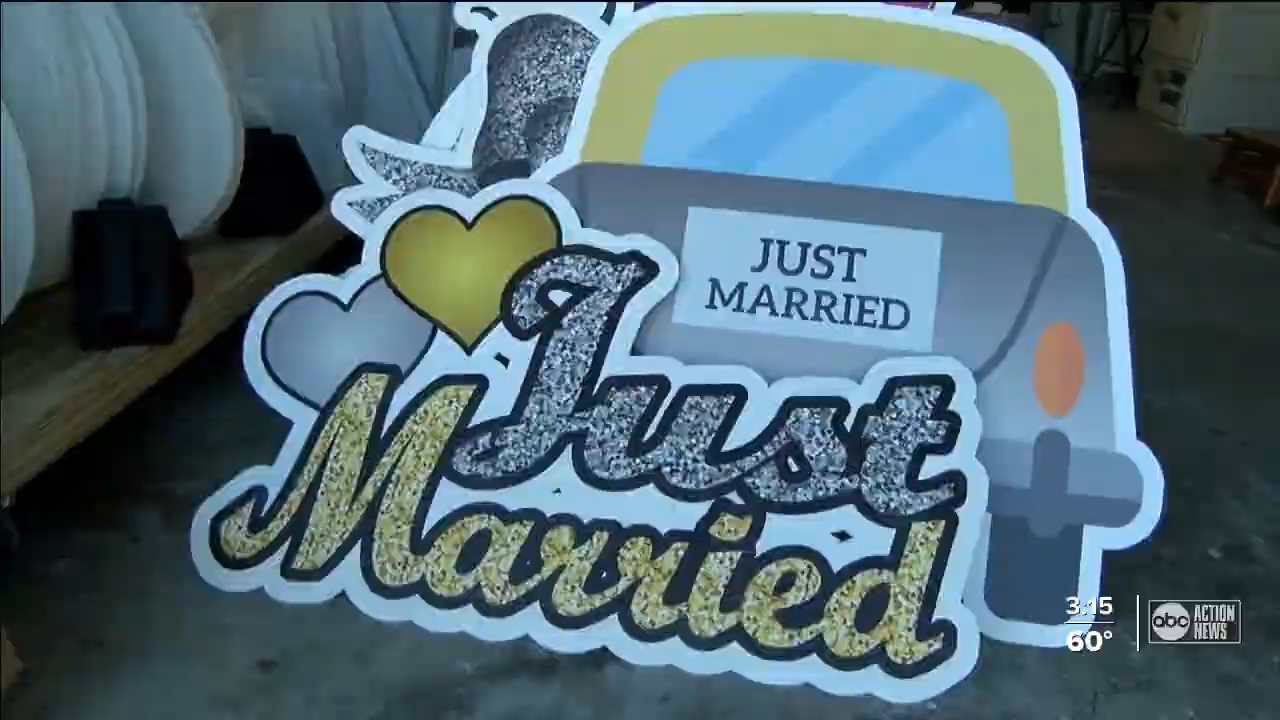 JUST
MARRIED
Just
Married
3:15
60°
abc ACTION
NEWS